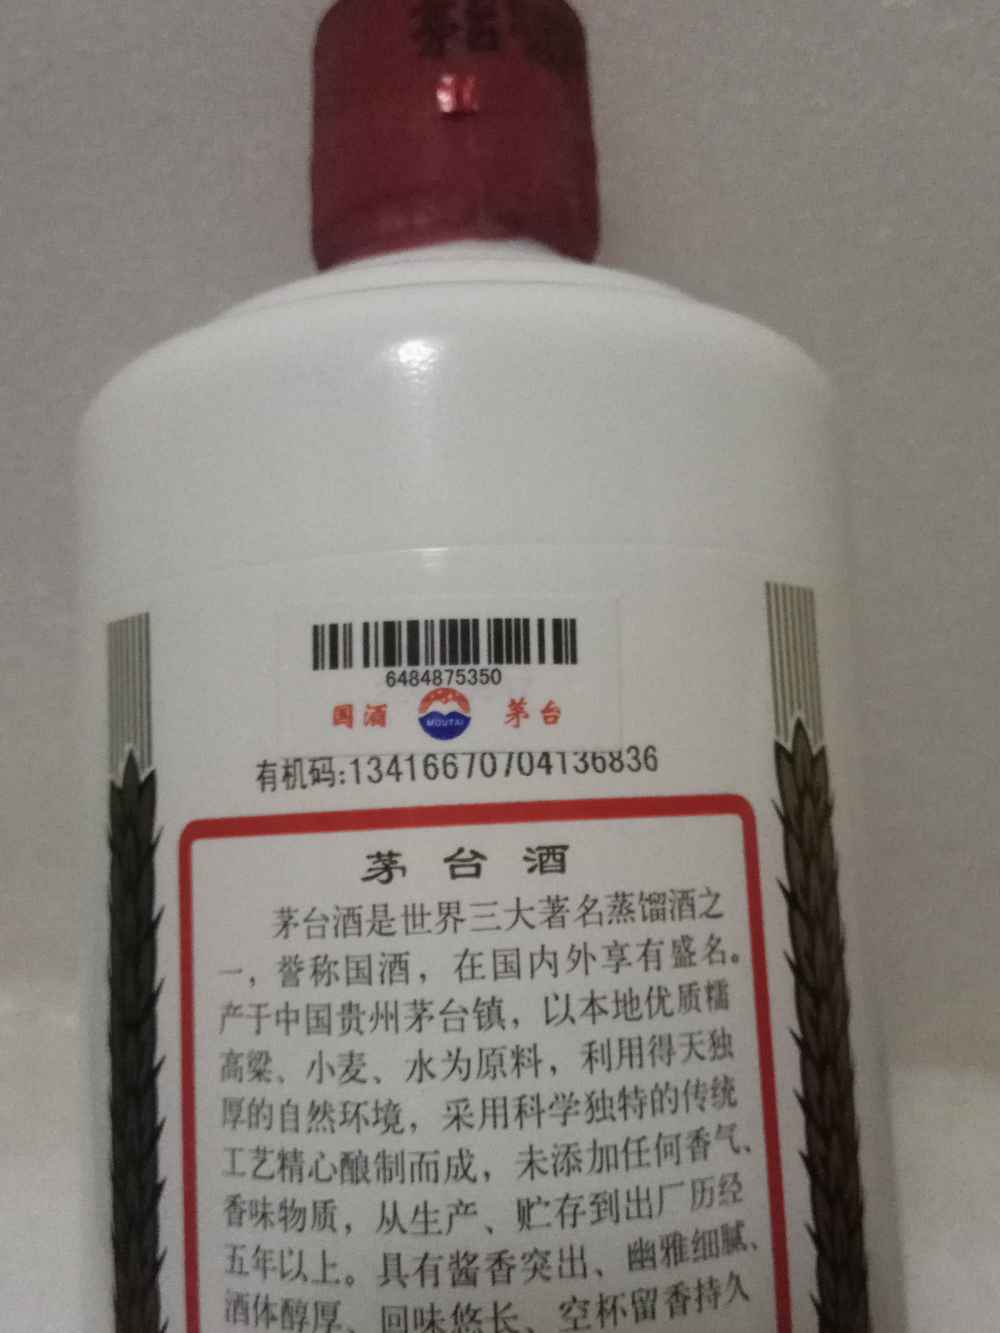 茅台
6484875350
国酒 MOUTAI 茅台
有机码:13416670704136836
茅台酒
茅台酒是世界三大著名蒸馏酒之
一，誉称国酒，在国内外享有盛名。
产于中国贵州茅台镇，以本地优质糯
高粱、小麦、水为原料，利用得天独
厚的自然环境，采用科学独特的传统
工艺精心酿制而成，未添加任何香气、
香味物质，从生产、贮存到出厂历经
五年以上。具有酱香突出、幽雅细腻、
酒体醇厚、回味悠长、空杯留香持久